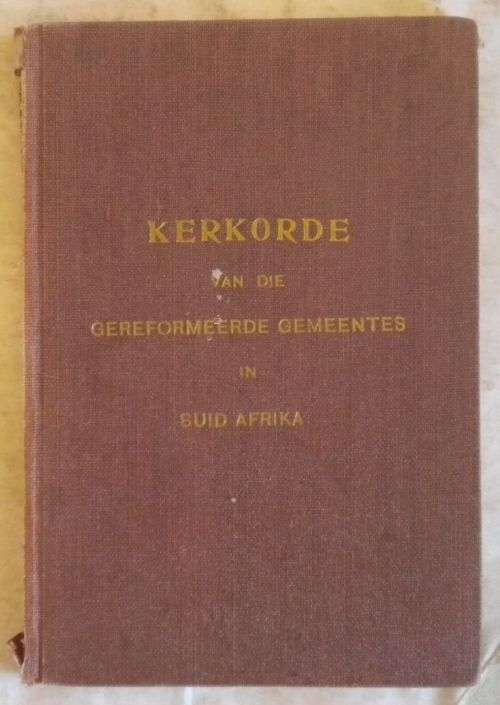 KERKORDE
VAN DIE
GEREFORMEERDE GEMEENTES
IN
SUID AFRIKA